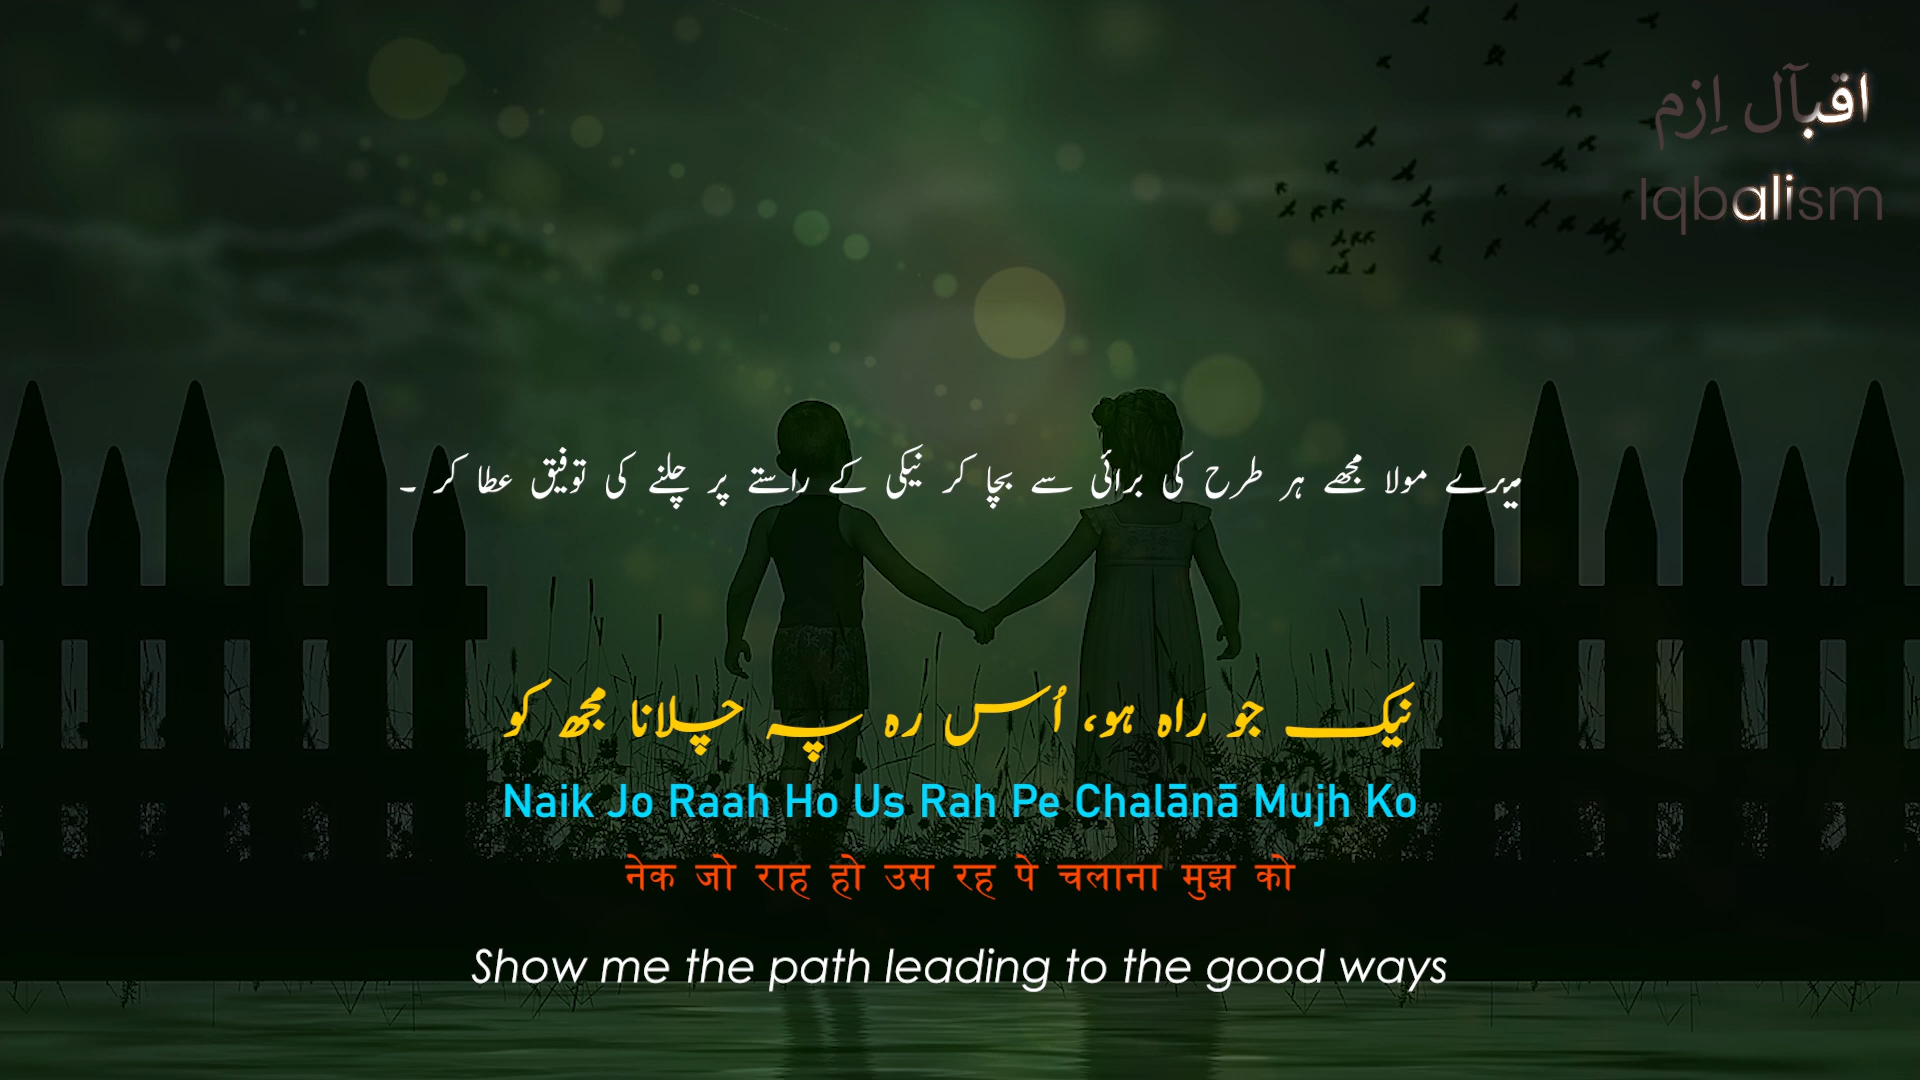 اقبآل اِزم
Iqbalism
میرے مولا مجھے ہر طرح کی برائی سے بچا کر نیکی کے راستے پر چلنے کی توفیق عطا کر ۔
نیک جو راہ ہو، اُس رہ پہ چلانا مجھ کو
Naik Jo Raah Ho Us Rah Pe Chalānā Mujh Ko
नेक जो राह हो उस रह पे चलाना मुझ को
Show me the path leading to the good ways